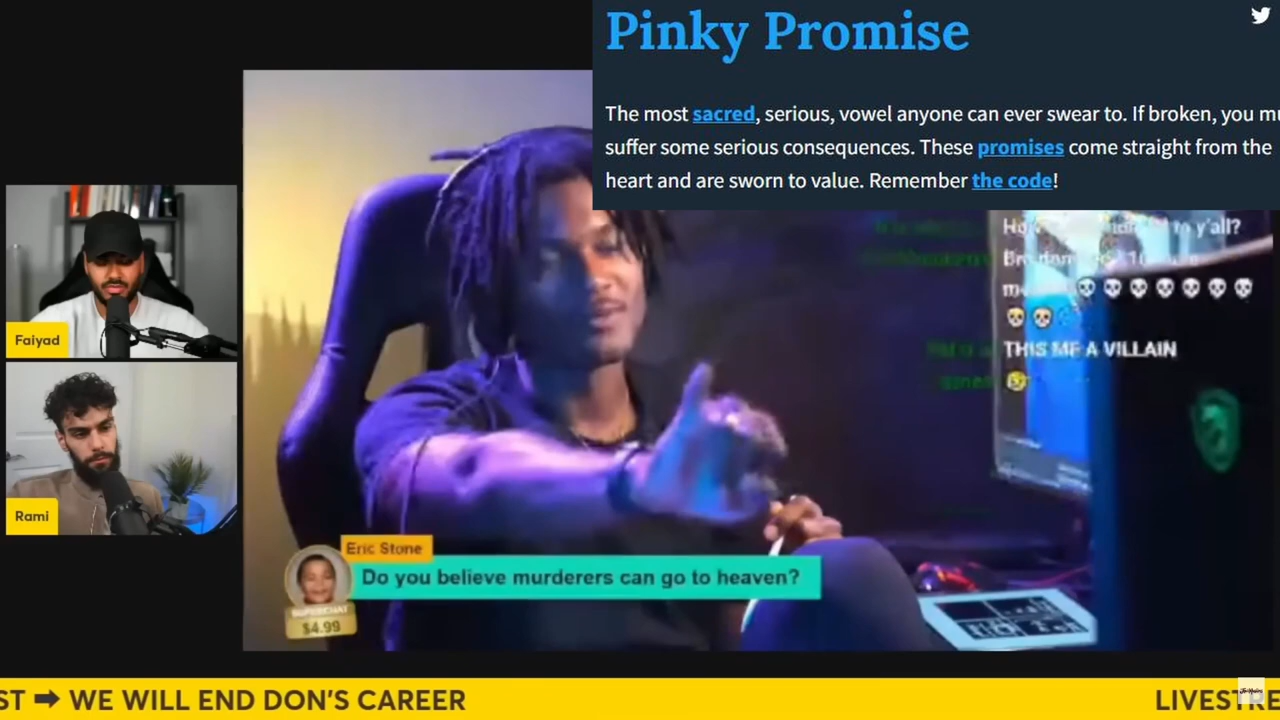 Pinky Promise
The most sacred, serious, vowel anyone can ever swear to. If broken, you
suffer some serious consequences. These promises come straight from the
heart and are sworn to value. Remember the code!
to y'all?
THIS ME A VILLAIN
Faiyad
Rami
Eric Stone
Do you believe murderers can go to heaven?
SUPERCHAT
$4.99
ST ➡ WE WILL END DON'S CAREER